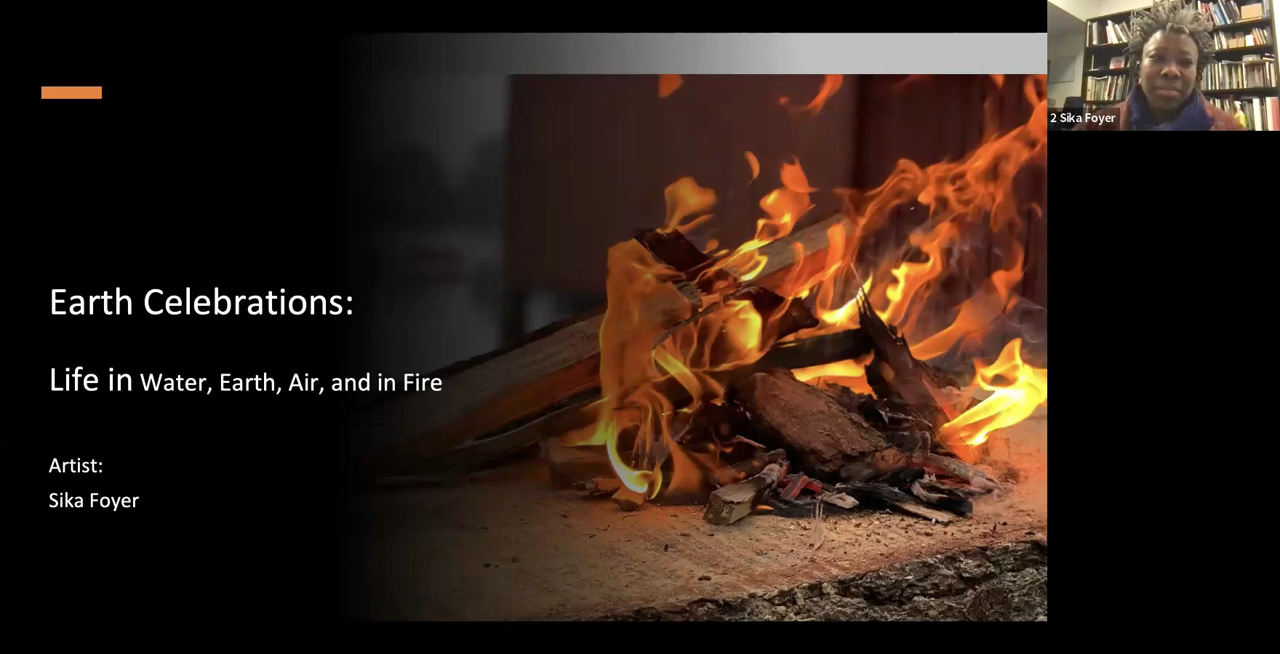 Earth Celebrations:
Life in Water, Earth, Air, and in Fire
Artist:
Sika Foyer
2 Sika Foyer